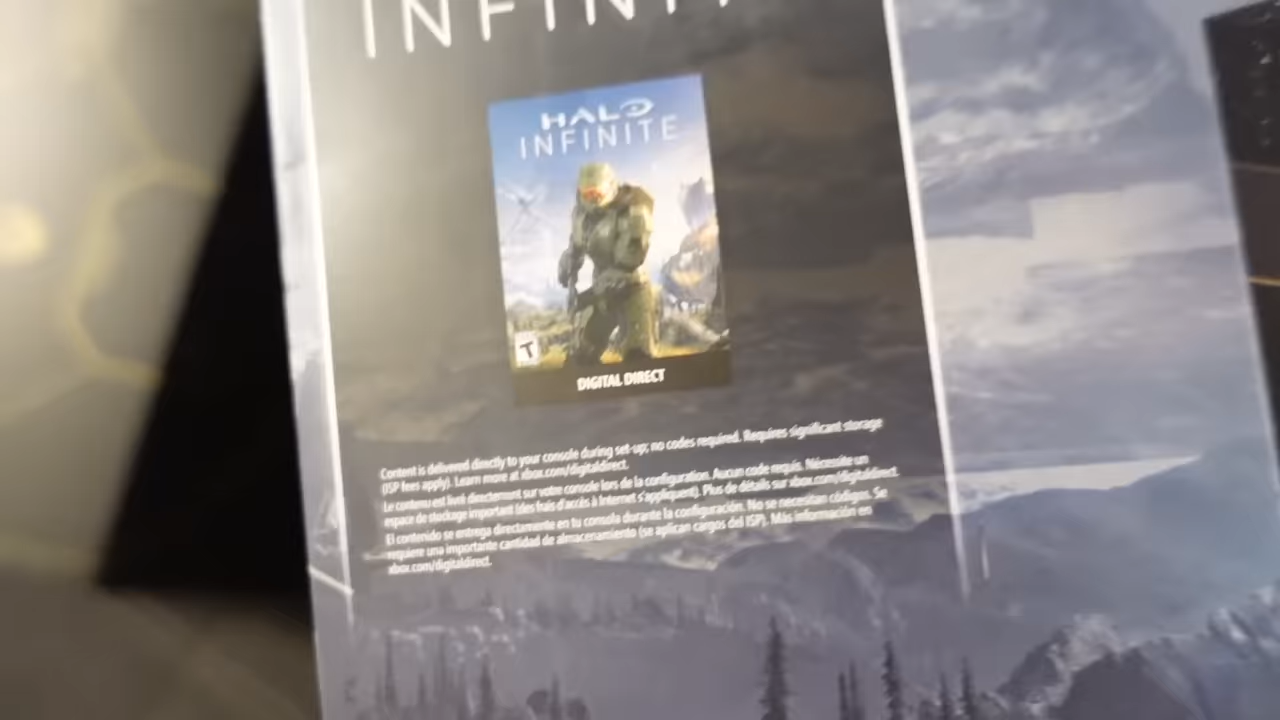 INFINITE
HALO
INFINITE
T
DIGITAL DIRECT
Content is delivered directly to your console during set-up; no codes required. Requires significant storage
(ISP fees apply). Learn more at xbox.com/digitaldirect.
Le contenu est livré directement sur votre console lors de la configuration. Aucun code requis. Nécessite un
espace de stockage important (des frais d'accès à Internet s'appliquent). Plus de détails sur xbox.com/digitaldirect.
El contenido se entrega directamente en tu consola durante la configuración. No se necesitan códigos. Se
requiere una importante cantidad de almacenamiento (se aplican cargos del ISP). Más información en
xbox.com/digitaldirect.